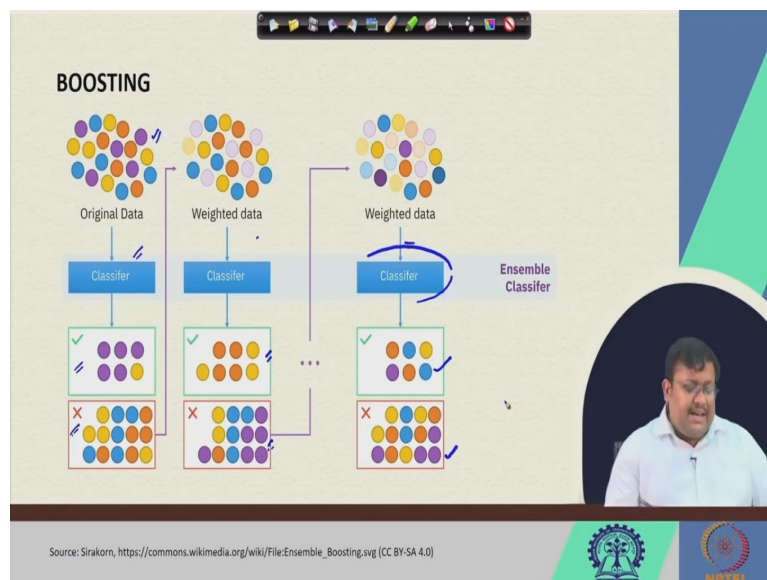 BOOSTING
Original Data
Weighted data
Weighted data
Classifer
Classifer
Classifer
Ensemble
Classifer
Source: Sirakorn, https://commons.wikimedia.org/wiki/File:Ensemble_Boosting.svg (CC BY-SA 4.0)
NPTEL